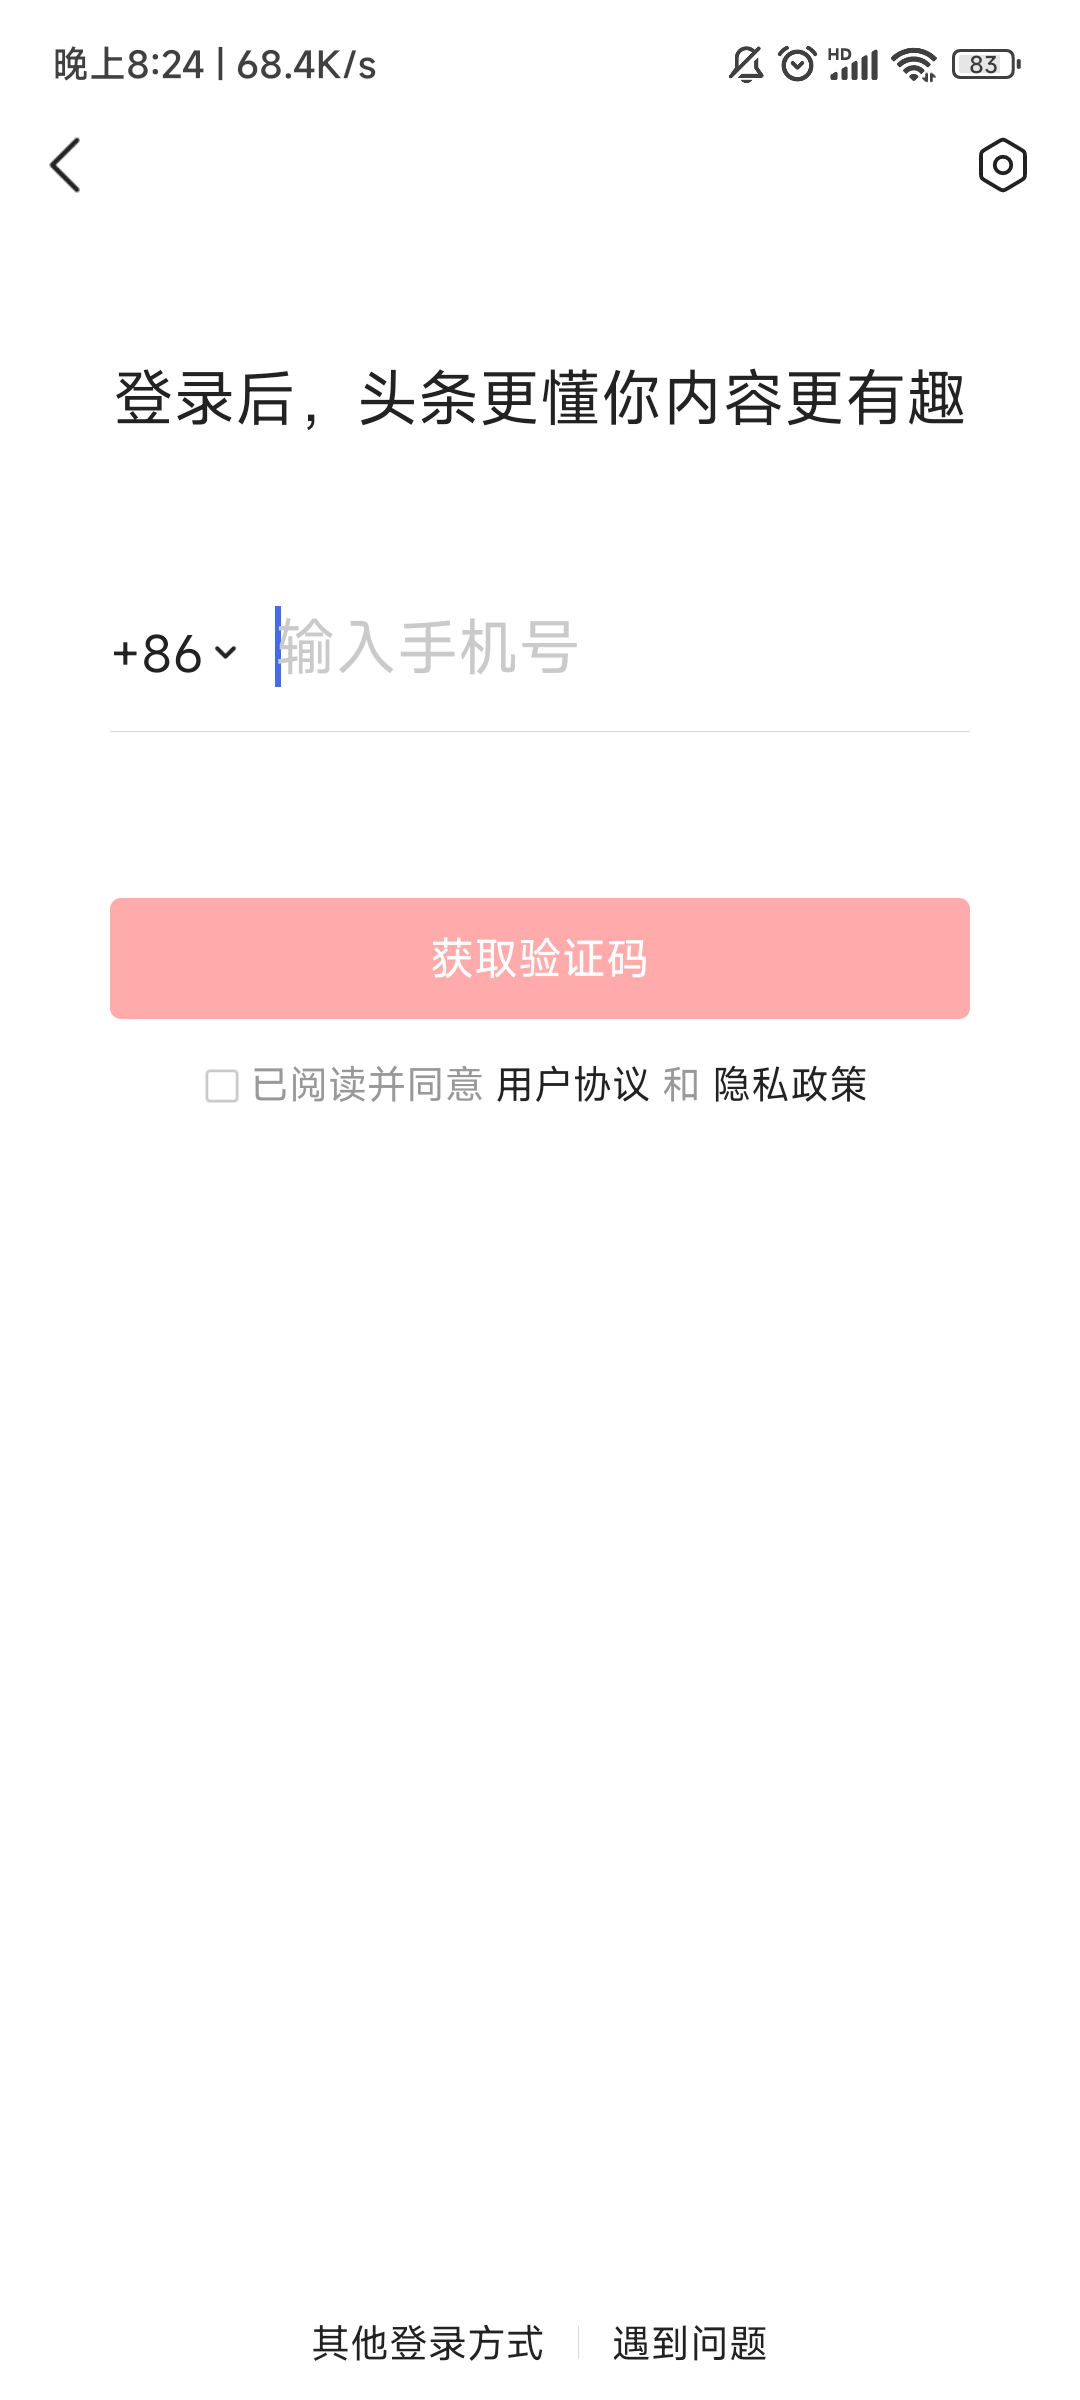 晚上8:24 | 68.4K/s HD 83
登录后，头条更懂你内容更有趣
+86 输入手机号
获取验证码
已阅读并同意 用户协议 和 隐私政策
其他登录方式 | 遇到问题